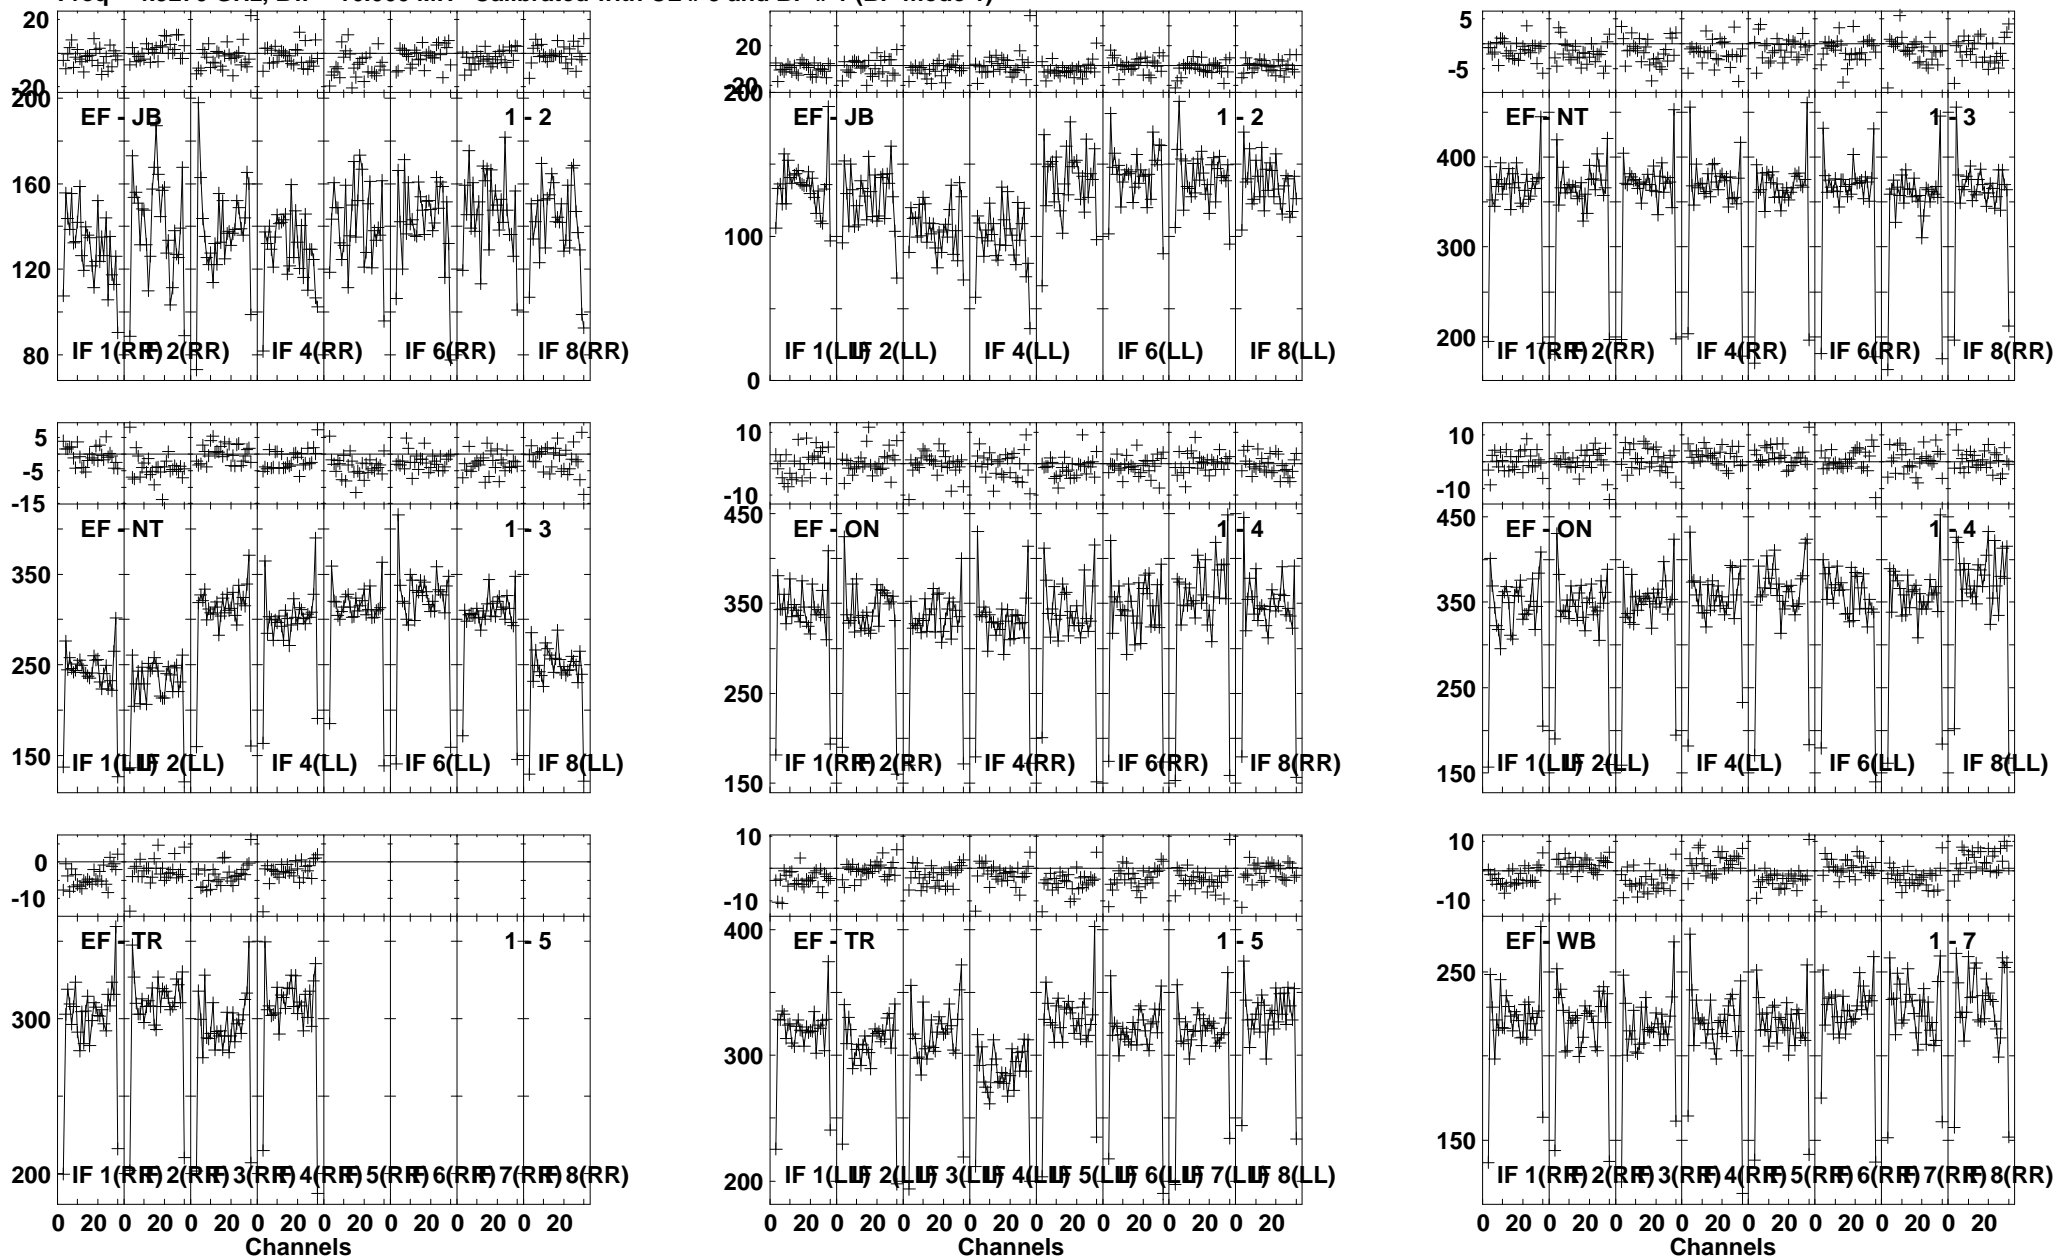 Freq GHz, Bw MH Calibrated with CL # and BP # (BP mode 1)
20
-20
200
160
120
80
EF - JB 1 - 2
IF 1(RR) IF 2(RR) IF 4(RR) IF 6(RR) IF 8(RR)
20
-20
200
100
0
EF - JB 1 - 2
IF 1(LL) IF 2(LL) IF 4(LL) IF 6(LL) IF 8(LL)
5
-5
400
300
200
EF - NT 1 - 3
IF 1(RR) IF 2(RR) IF 4(RR) IF 6(RR) IF 8(RR)
5
-5
-15
350
250
150
EF - NT 1 - 3
IF 1(LL) IF 2(LL) IF 4(LL) IF 6(LL) IF 8(LL)
10
-10
450
350
250
150
EF - ON 1 - 4
IF 1(RR) IF 2(RR) IF 4(RR) IF 6(RR) IF 8(RR)
10
-10
450
350
250
150
EF - ON 1 - 4
IF 1(LL) IF 2(LL) IF 4(LL) IF 6(LL) IF 8(LL)
0
-10
300
200
EF - TR 1 - 5
IF 1(RR) IF 2(RR) IF 3(RR) IF 4(RR) IF 5(RR) IF 6(RR) IF 7(RR) IF 8(RR)
0 20 0 20 0 20 0 20 0 20 0 20 0 20 0 20
Channels
10
-10
400
300
200
EF - TR 1 - 5
IF 1(LL) IF 2(LL) IF 3(LL) IF 4(LL) IF 5(LL) IF 6(LL) IF 7(LL) IF 8(LL)
0 20 0 20 0 20 0 20 0 20 0 20 0 20 0 20
Channels
10
-10
250
150
EF - WB 1 - 7
IF 1(RR) IF 2(RR) IF 3(RR) IF 4(RR) IF 5(RR) IF 6(RR) IF 7(RR) IF 8(RR)
0 20 0 20 0 20 0 20 0 20 0 20 0 20 0 20
Channels